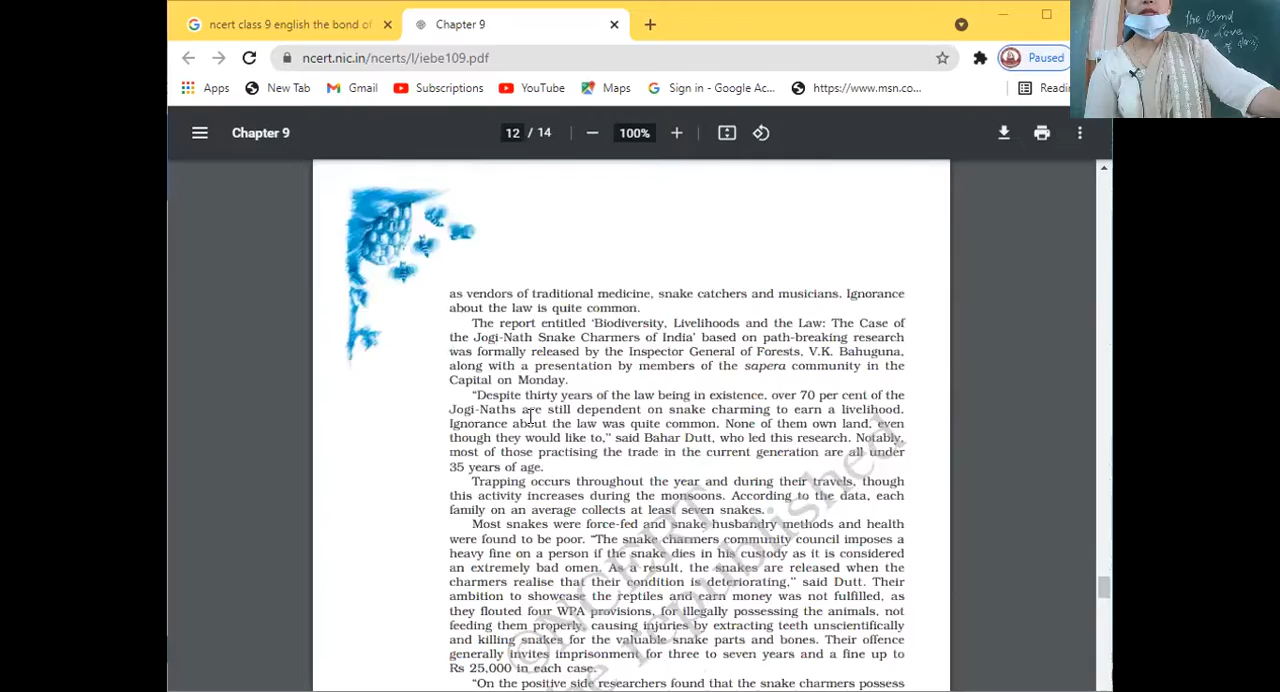 ncert class 9 english the bond of
Chapter 9
ncert.nic.in/ncerts/l/iebe109.pdf
Paused
Apps
New Tab
Gmail
Subscriptions
YouTube
Maps
Sign in - Google Ac...
https://www.msn.co...
Readi
The Bond
Of Love
Chapter 9
12 / 14
100%
as vendors of traditional medicine, snake catchers and musicians. Ignorance
about the law is quite common.
The report entitled ‘Biodiversity, Livelihoods and the Law: The Case of
the Jogi-Nath Snake Charmers of India’ based on path-breaking research
was formally released by the Inspector General of Forests, V.K. Bahuguna,
along with a presentation by members of the sapera community in the
Capital on Monday.
“Despite thirty years of the law being in existence, over 70 per cent of the
Jogi-Naths are still dependent on snake charming to earn a livelihood.
Ignorance about the law was quite common. None of them own land, even
though they would like to,” said Bahar Dutt, who led this research. Notably,
most of those practising the trade in the current generation are all under
35 years of age.
Trapping occurs throughout the year and during their travels, though
this activity increases during the monsoons. According to the data, each
family on an average collects at least seven snakes.
Most snakes were force-fed and snake husbandry methods and health
were found to be poor. “The snake charmers community council imposes a
heavy fine on a person if the snake dies in his custody as it is considered
an extremely bad omen. As a result, the snakes are released when the
charmers realise that their condition is deteriorating,” said Dutt. Their
ambition to showcase the reptiles and earn money was not fulfilled, as
they flouted four WPA provisions, for illegally possessing the animals, not
feeding them properly, causing injuries by extracting teeth unscientifically
and killing snakes for the valuable snake parts and bones. Their offence
generally invites imprisonment for three to seven years and a fine up to
Rs 25,000 in each case.
“On the positive side researchers found that the snake charmers possess
©NCERT
republished